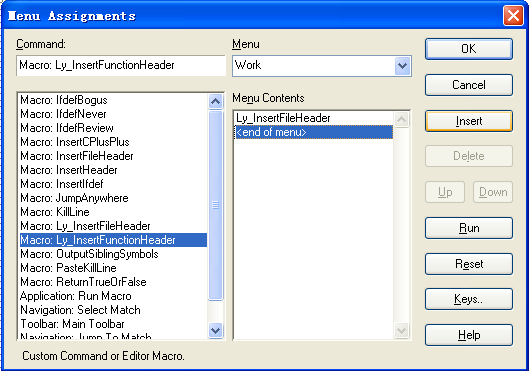 Menu Assignments
Command:
Macro: Ly_InsertFunctionHeader
Menu
Work
OK
Cancel
Insert
Delete
Up
Down
Run
Reset
Keys..
Help
Macro: IfdefBogus
Macro: IfdefNever
Macro: IfdefReview
Macro: InsertCPlusPlus
Macro: InsertFileHeader
Macro: InsertHeader
Macro: InsertIfdef
Macro: JumpAnywhere
Macro: KillLine
Macro: Ly_InsertFileHeader
Macro: Ly_InsertFunctionHeader
Macro: OutputSiblingSymbols
Macro: PasteKillLine
Macro: ReturnTrueOrFalse
Application: Run Macro
Navigation: Select Match
Toolbar: Main Toolbar
Navigation: Jump To Match
Menu Contents
Ly_InsertFileHeader
<end of menu>
Custom Command or Editor Macro.